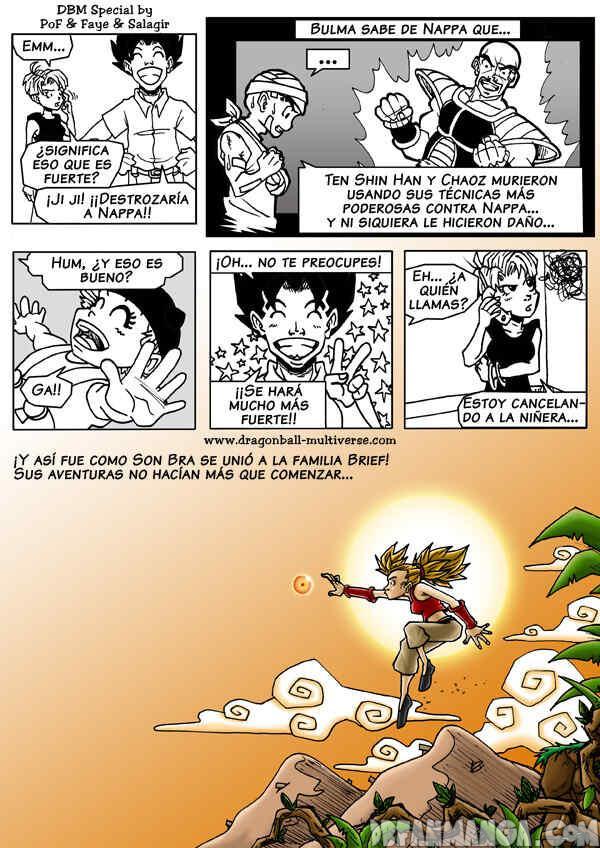 DBM Special by
PoF & Faye & Salagir
EMM...
¿SIGNIFICA
ESO QUE ES
FUERTE?
¡JI JI! ¡¡DESTROZARÍA
A NAPPA!!
BULMA SABE DE NAPPA QUE...
...
TEN SHIN HAN Y CHAOZ MURIERON
USANDO SUS TÉCNICAS MÁS
PODEROSAS CONTRA NAPPA...
Y NI SIQUIERA LE HICIERON DAÑO...
HUM, ¿Y ESO ES
BUENO?
GA!!
¡OH... NO TE PREOCUPES!
¡¡SE HARÁ
MUCHO MÁS
FUERTE!!
EH... ¿A
QUIÉN
LLAMAS?
ESTOY CANCELAN-
DO A LA NIÑERA...
www.dragonball-multiverse.com
¡Y ASÍ FUE COMO SON BRA SE UNIÓ A LA FAMILIA BRIEF!
SUS AVENTURAS NO HACÍAN MÁS QUE COMENZAR...
DREAKMANGA.COM